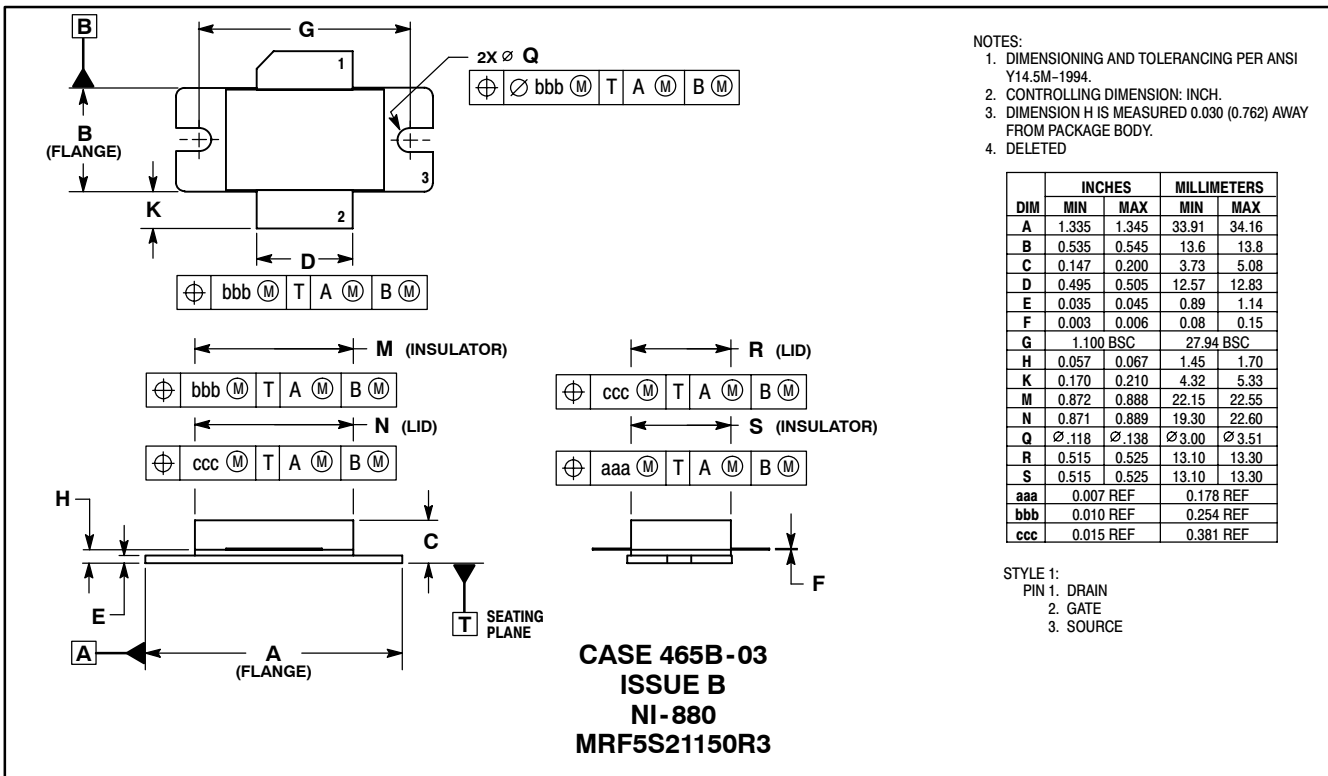 B
G
1
2X ⌀ Q
⌖ ⌀ bbb Ⓜ T A Ⓜ B Ⓜ
B
(FLANGE)
3
K
2
D
⌖ bbb Ⓜ T A Ⓜ B Ⓜ
M (INSULATOR)
⌖ bbb Ⓜ T A Ⓜ B Ⓜ
N (LID)
⌖ ccc Ⓜ T A Ⓜ B Ⓜ
R (LID)
⌖ ccc Ⓜ T A Ⓜ B Ⓜ
S (INSULATOR)
⌖ aaa Ⓜ T A Ⓜ B Ⓜ
H
C
E
F
T SEATING
PLANE
A
A
(FLANGE)
CASE 465B-03
ISSUE B
NI-880
MRF5S21150R3
NOTES:
1. DIMENSIONING AND TOLERANCING PER ANSI
Y14.5M-1994.
2. CONTROLLING DIMENSION: INCH.
3. DIMENSION H IS MEASURED 0.030 (0.762) AWAY
FROM PACKAGE BODY.
4. DELETED
INCHES MILLIMETERS
DIM MIN MAX MIN MAX
A 1.335 1.345 33.91 34.16
B 0.535 0.545 13.6 13.8
C 0.147 0.200 3.73 5.08
D 0.495 0.505 12.57 12.83
E 0.035 0.045 0.89 1.14
F 0.003 0.006 0.08 0.15
G 1.100 BSC 27.94 BSC
H 0.057 0.067 1.45 1.70
K 0.170 0.210 4.32 5.33
M 0.872 0.888 22.15 22.55
N 0.871 0.889 19.30 22.60
Q ⌀.118 ⌀.138 ⌀3.00 ⌀3.51
R 0.515 0.525 13.10 13.30
S 0.515 0.525 13.10 13.30
aaa 0.007 REF 0.178 REF
bbb 0.010 REF 0.254 REF
ccc 0.015 REF 0.381 REF
STYLE 1:
PIN 1. DRAIN
2. GATE
3. SOURCE